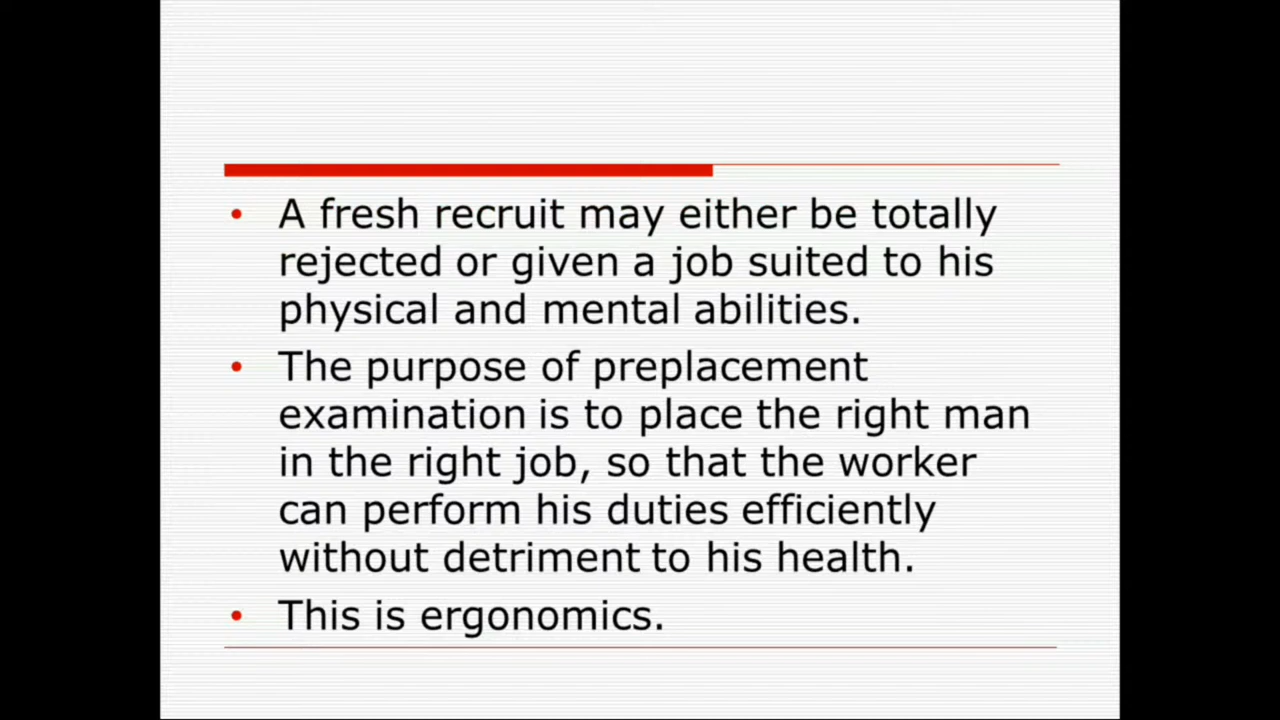 • A fresh recruit may either be totally
rejected or given a job suited to his
physical and mental abilities.
• The purpose of preplacement
examination is to place the right man
in the right job, so that the worker
can perform his duties efficiently
without detriment to his health.
• This is ergonomics.